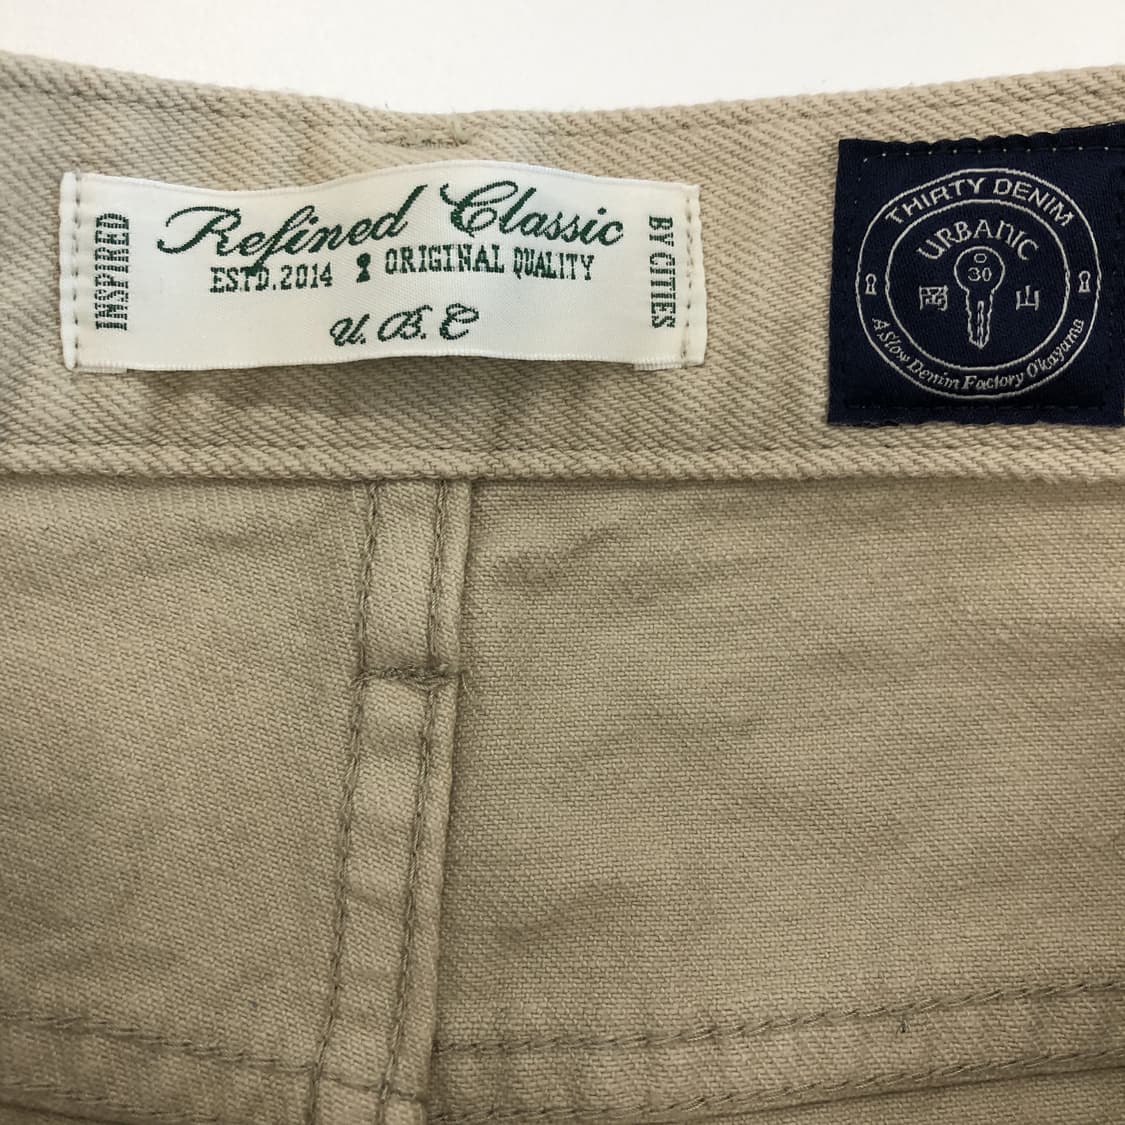 INSPIRED
Refined Classic
ESTD.2014 ORIGINAL QUALITY
U.B.C
BY CITIES
THIRTY DENIM
URBANIC
30
岡 山
A Slow Denim Factory Okayama